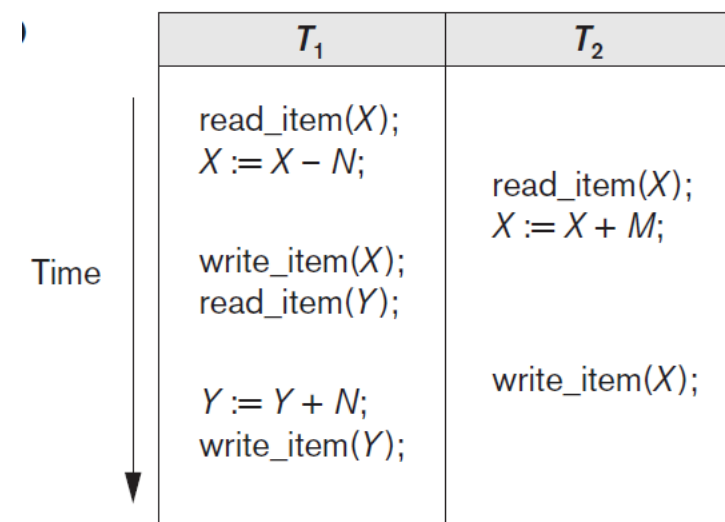 )
T₁
T₂
read_item(X);
X := X – N;
read_item(X);
X := X + M;
Time
write_item(X);
read_item(Y);
write_item(X);
Y := Y + N;
write_item(Y);